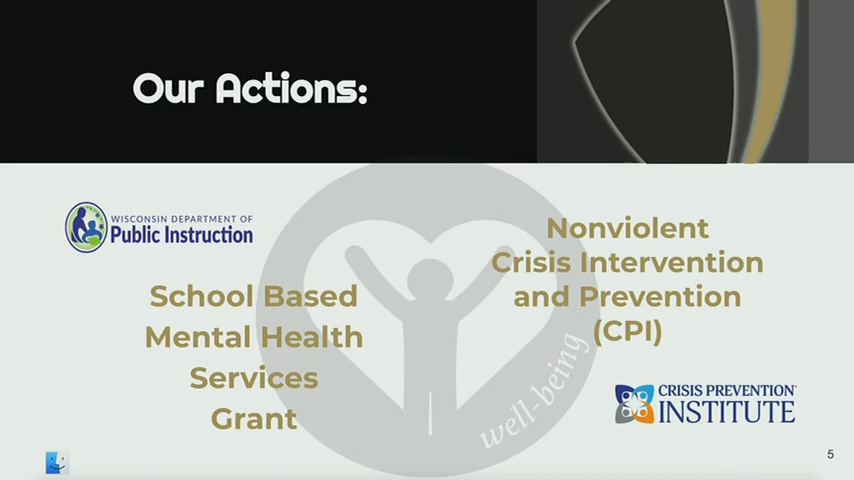 Our Actions:
WISCONSIN DEPARTMENT OF
Public Instruction
School Based
Mental Health
Services
Grant
Nonviolent
Crisis Intervention
and Prevention
(CPI)
well-being
CRISIS PREVENTION
INSTITUTE
5